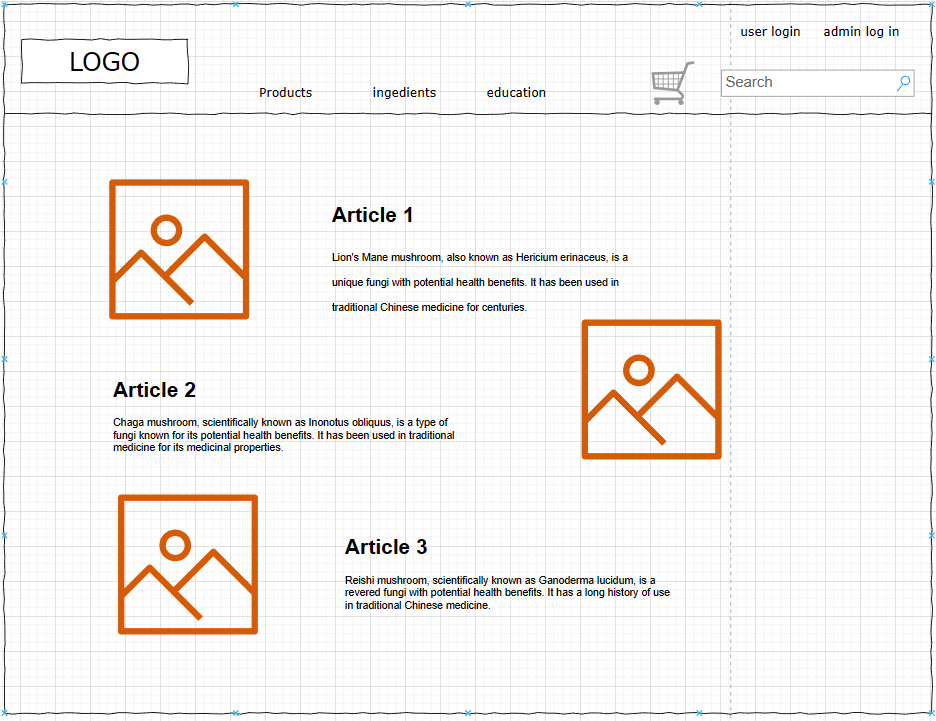 user login admin log in
LOGO
Search
Products ingedients education
Article 1
Lion's Mane mushroom, also known as Hericium erinaceus, is a
unique fungi with potential health benefits. It has been used in
traditional Chinese medicine for centuries.
Article 2
Chaga mushroom, scientifically known as Inonotus obliquus, is a type of
fungi known for its potential health benefits. It has been used in traditional
medicine for its medicinal properties.
Article 3
Reishi mushroom, scientifically known as Ganoderma lucidum, is a
revered fungi with potential health benefits. It has a long history of use
in traditional Chinese medicine.